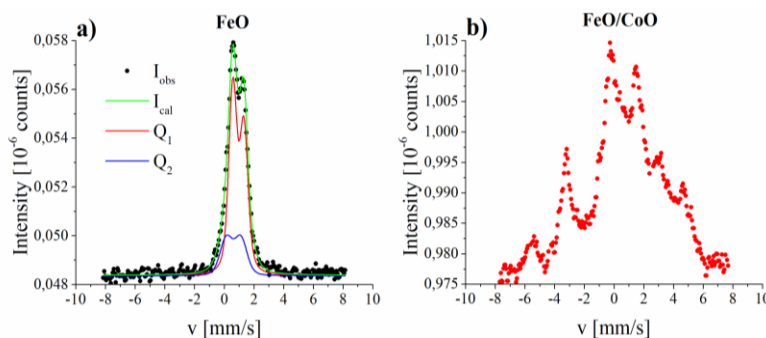 a) FeO
0,058
0,056
0,054
0,052
0,050
0,048
Intensity [10⁻⁶ counts]
I_obs
I_cal
Q₁
Q₂
-10 -8 -6 -4 -2 0 2 4 6 8 10
v [mm/s]
b) FeO/CoO
1,015
1,010
1,005
1,000
0,995
0,990
0,985
0,980
0,975
Intensity [10⁻⁶ counts]
-10 -8 -6 -4 -2 0 2 4 6 8 10
v [mm/s]